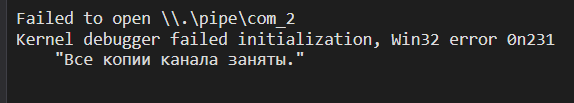 Failed to open \\.\pipe\com_2
Kernel debugger failed initialization, Win32 error 0n231
"Все копии канала заняты."